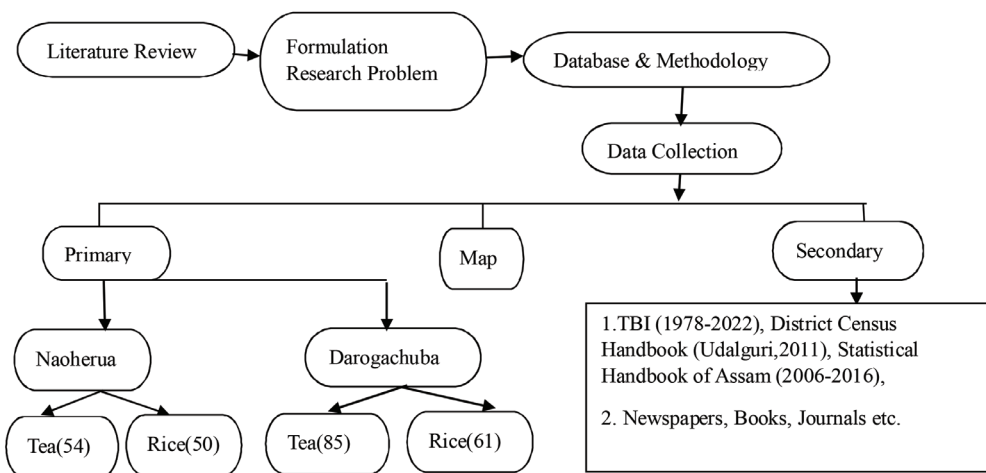 Literature Review
Formulation
Research Problem
Database & Methodology
Data Collection
Primary
Map
Secondary
Naoherua
Darogachuba
1.TBI (1978-2022), District Census
Handbook (Udalguri,2011), Statistical
Handbook of Assam (2006-2016),
2. Newspapers, Books, Journals etc.
Tea(54)
Rice(50)
Tea(85)
Rice(61)